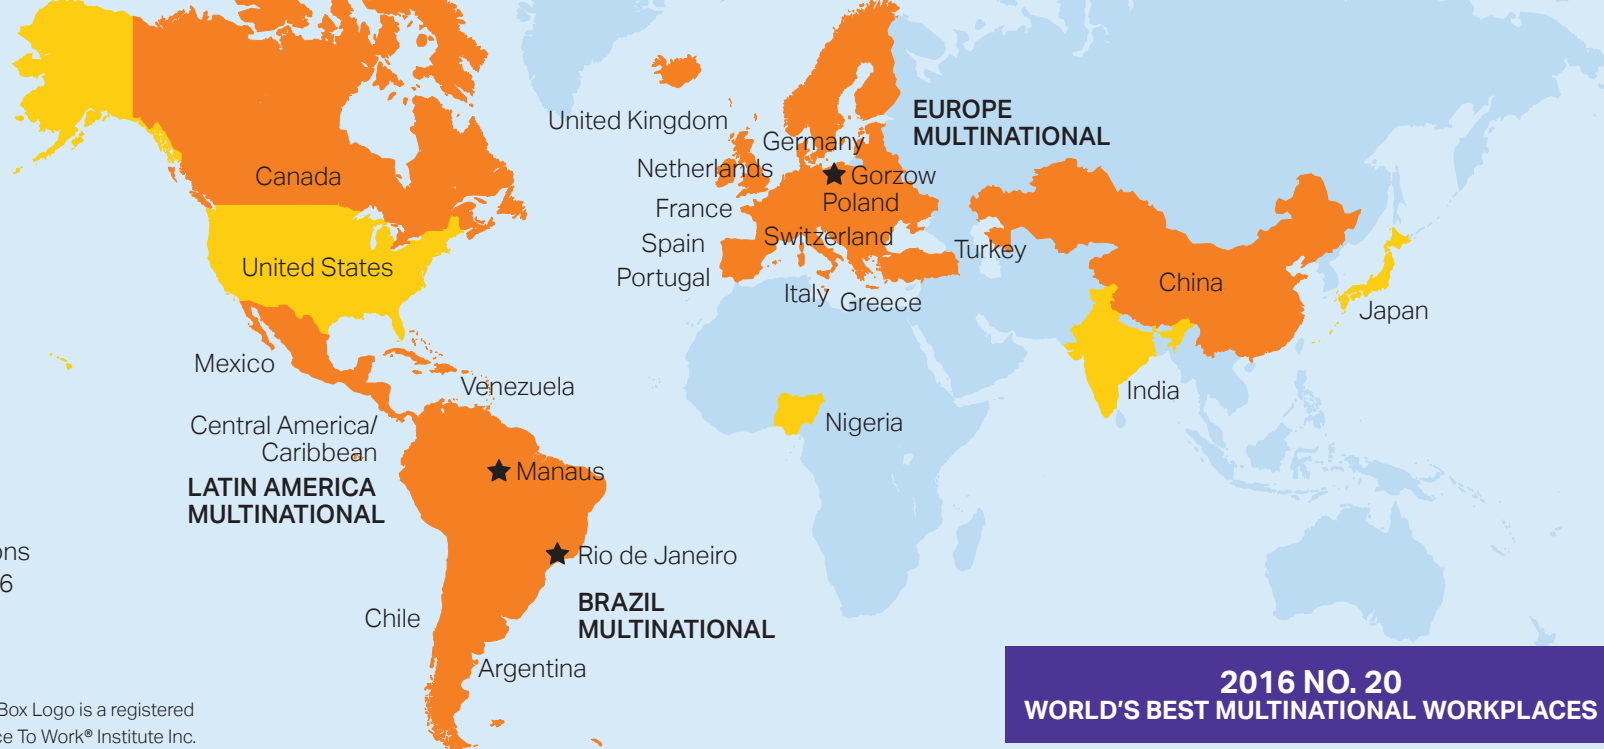 United Kingdom
EUROPE
MULTINATIONAL
Germany
Netherlands
Gorzow
Canada
Poland
France
Switzerland
Spain
Turkey
United States
Portugal
China
Italy
Greece
Japan
Mexico
Venezuela
India
Nigeria
Central America/
Caribbean
Manaus
LATIN AMERICA
MULTINATIONAL
Rio de Janeiro
BRAZIL
MULTINATIONAL
Chile
Argentina
6
2016 NO. 20
WORLD'S BEST MULTINATIONAL WORKPLACES
Box Logo is a registered
To Work® Institute Inc.